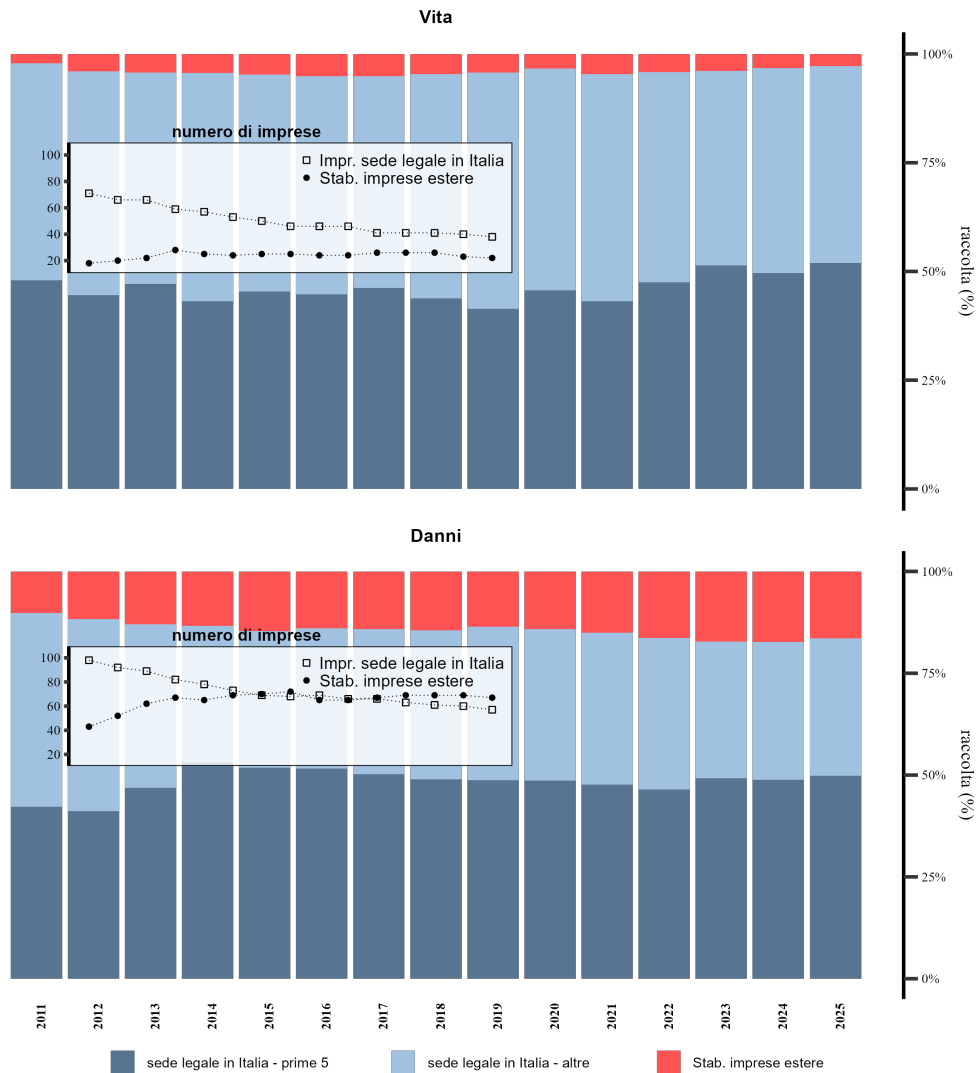 Vita
100%
75%
50%
25%
0%
raccolta (%)
numero di imprese
100
80
60
40
20
Impr. sede legale in Italia
Stab. imprese estere
Danni
100%
75%
50%
25%
0%
raccolta (%)
numero di imprese
100
80
60
40
20
Impr. sede legale in Italia
Stab. imprese estere
2011
2012
2013
2014
2015
2016
2017
2018
2019
2020
2021
2022
2023
2024
2025
sede legale in Italia - prime 5
sede legale in Italia - altre
Stab. imprese estere